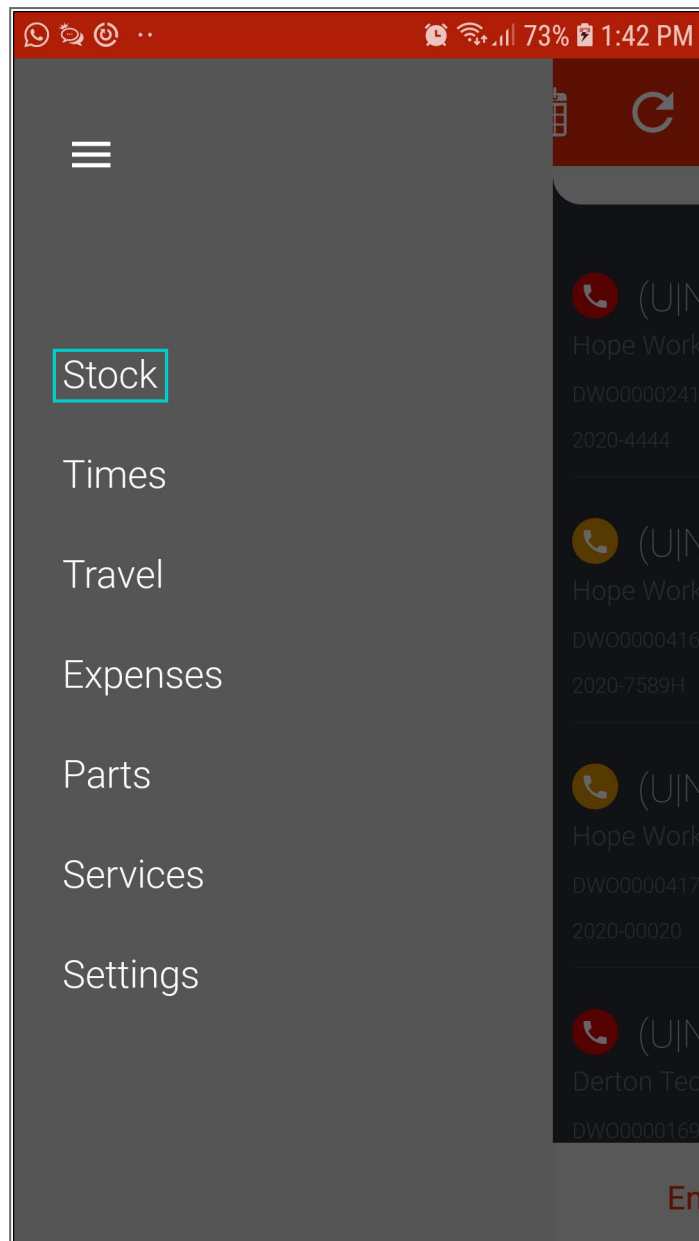 73% 1:42 PM
Stock
Times
Travel
Expenses
Parts
Services
Settings
(U|
Hope Work
DWO0000241
2020-4444
(U|
Hope Work
DWO0000416
2020-7589H
(U|
Hope Work
DWO0000417
2020-00020
(U|
Derton Tec
DWO0000169
En